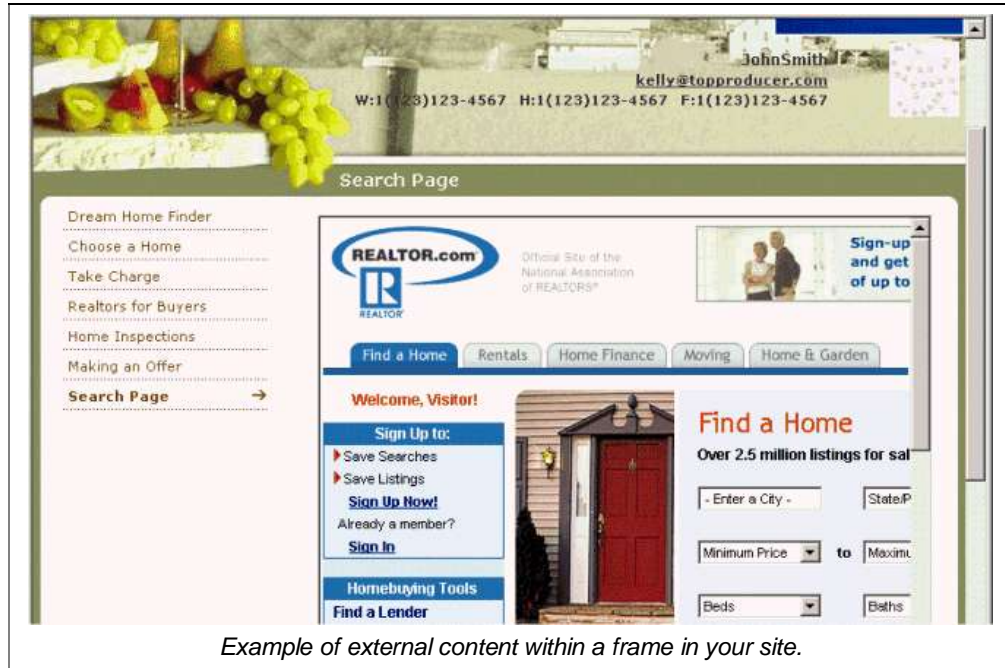 JohnSmith
kelly@topproducer.com
W:1(123)123-4567 H:1(123)123-4567 F:1(123)123-4567
Search Page
Dream Home Finder
Choose a Home
Take Charge
Realtors for Buyers
Home Inspections
Making an Offer
Search Page
REALTOR.com
REALTOR
Official Site of the
National Association
of REALTORS®
Sign-up
and get
of up to
Find a Home Rentals Home Finance Moving Home & Garden
Welcome, Visitor!
Sign Up to:
Save Searches
Save Listings
Sign Up Now!
Already a member?
Sign In
Homebuying Tools
Find a Lender
Find a Home
Over 2.5 million listings for sal
- Enter a City - State/P
Minimum Price to Maximu
Beds Baths
Example of external content within a frame in your site.